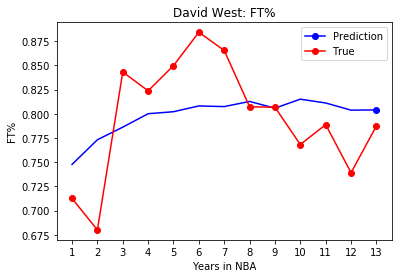 David West: FT%
Prediction
True
0.875
0.850
0.825
0.800
0.775
0.750
0.725
0.700
0.675
FT%
1 2 3 4 5 6 7 8 9 10 11 12 13
Years in NBA